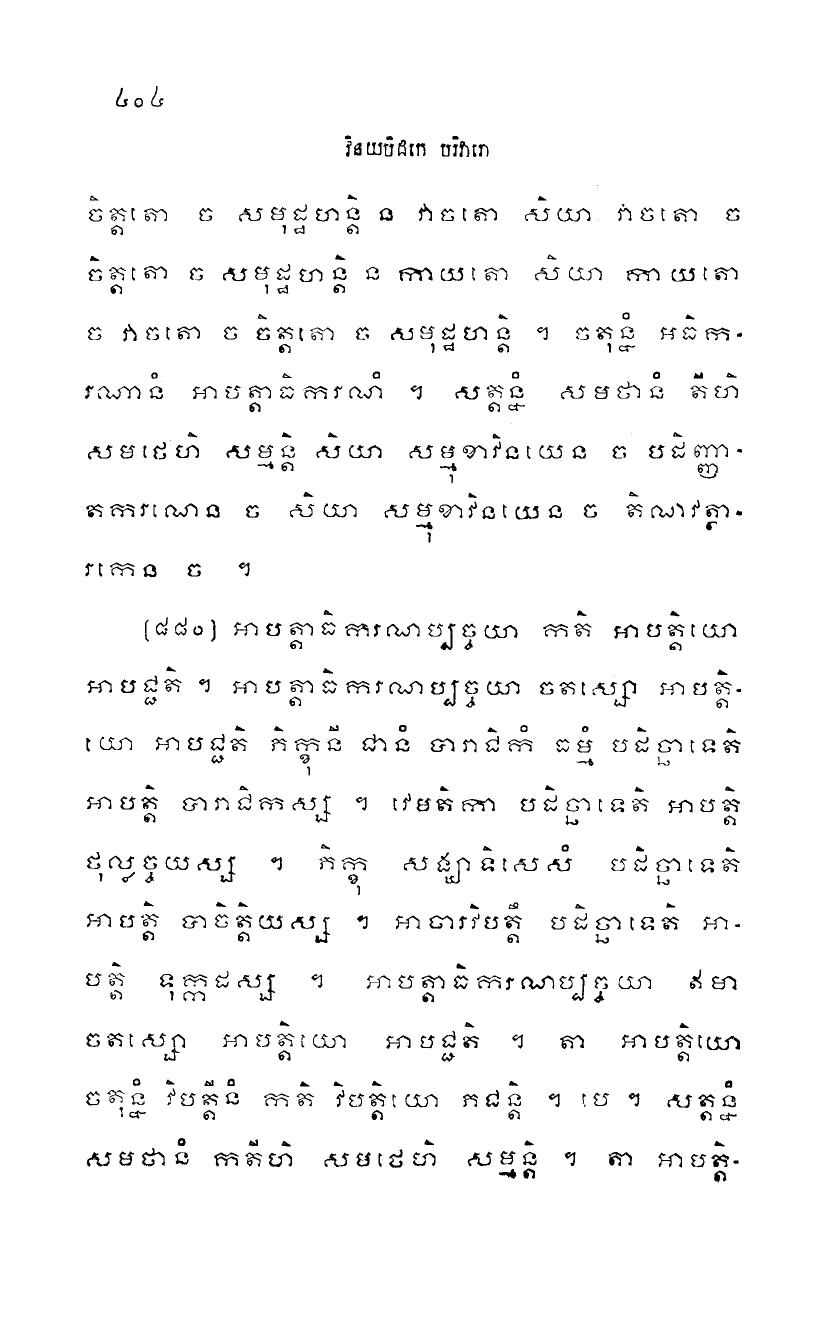 ៤០៤
វិនយបិដកេ បរិវារោ
ចិត្តតោ ច សមុដ្ឋហន្តិ ន វាចតោ សិយា វាចតោ ច
ចិត្តតោ ច សមុដ្ឋហន្តិ ន កាយតោ សិយា កាយតោ
ច វាចតោ ច ចិត្តតោ ច សមុដ្ឋហន្តិ ។ ចតុន្នំ អធិក-
រណានំ អាបត្តាធិករណំ ។ សត្តន្នំ សមថានំ តីហិ
សមថេហិ សម្មន្តិ សិយា សម្មុខាវិនយេន ច បដិញ្ញា-
តករណេន ច សិយា សម្មុខាវិនយេន ច តិណវត្ថា-
រកេន ច ។
(៨៨០) អាបត្តាធិករណប្បច្ចយា កតិ អាបត្តិយោ
អាបជ្ជតិ ។ អាបត្តាធិករណប្បច្ចយា ចតស្សោ អាបត្តិ-
យោ អាបជ្ជតិ ភិក្ខុនី ជានំ បារាជិកំ ធម្មំ បដិច្ឆាទេតិ
អាបត្តិ បារាជិកស្ស ។ វេមតិកា បដិច្ឆាទេតិ អាបត្តិ
ថុល្លច្ចយស្ស ។ ភិក្ខុ សង្ឃាទិសេសំ បដិច្ឆាទេតិ
អាបត្តិ បាចិត្តិយស្ស ។ អាចារវិបត្តឹ បដិច្ឆាទេតិ អា-
បត្តិ ទុក្កដស្ស ។ អាបត្តាធិករណប្បច្ចយា ឥមា
ចតស្សោ អាបត្តិយោ អាបជ្ជតិ ។ តា អាបត្តិយោ
ចតុន្នំ វិបត្តីនំ កតិ វិបត្តិយោ ភជន្តិ ។ បេ ។ សត្តន្នំ
សមថានំ កតីហិ សមថេហិ សម្មន្តិ ។ តា អាបត្តិ-